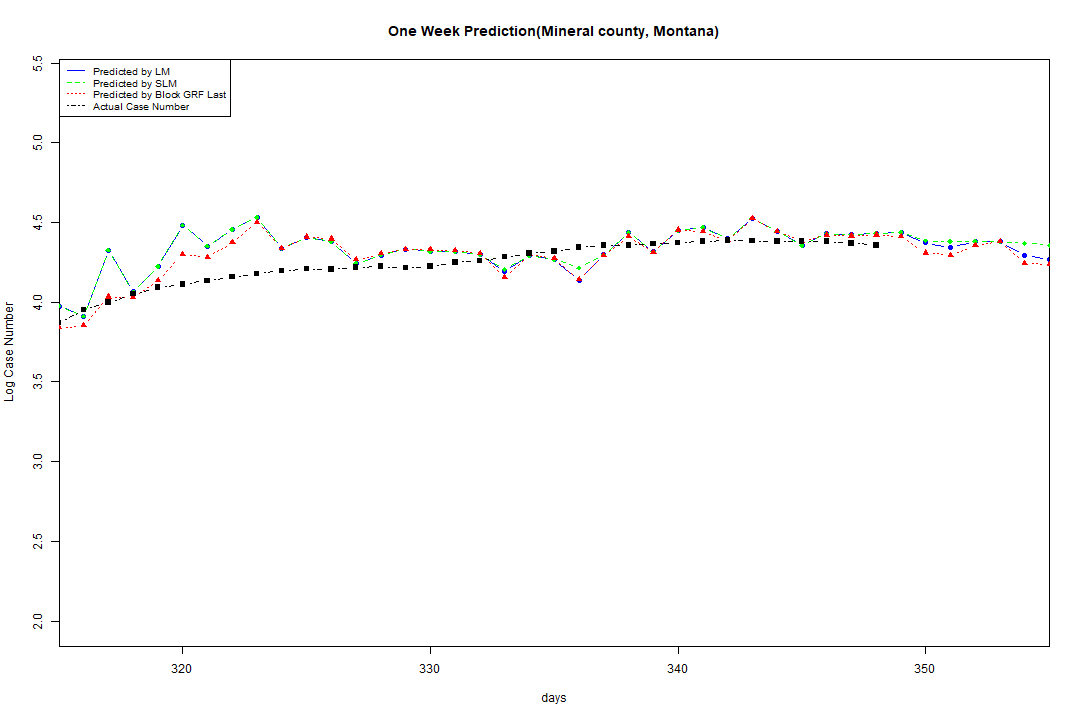 One Week Prediction(Mineral county, Montana)
Predicted by LM
Predicted by SLM
Predicted by Block GRF Last
Actual Case Number
5.5
5.0
4.5
4.0
3.5
3.0
2.5
2.0
Log Case Number
320 330 340 350
days